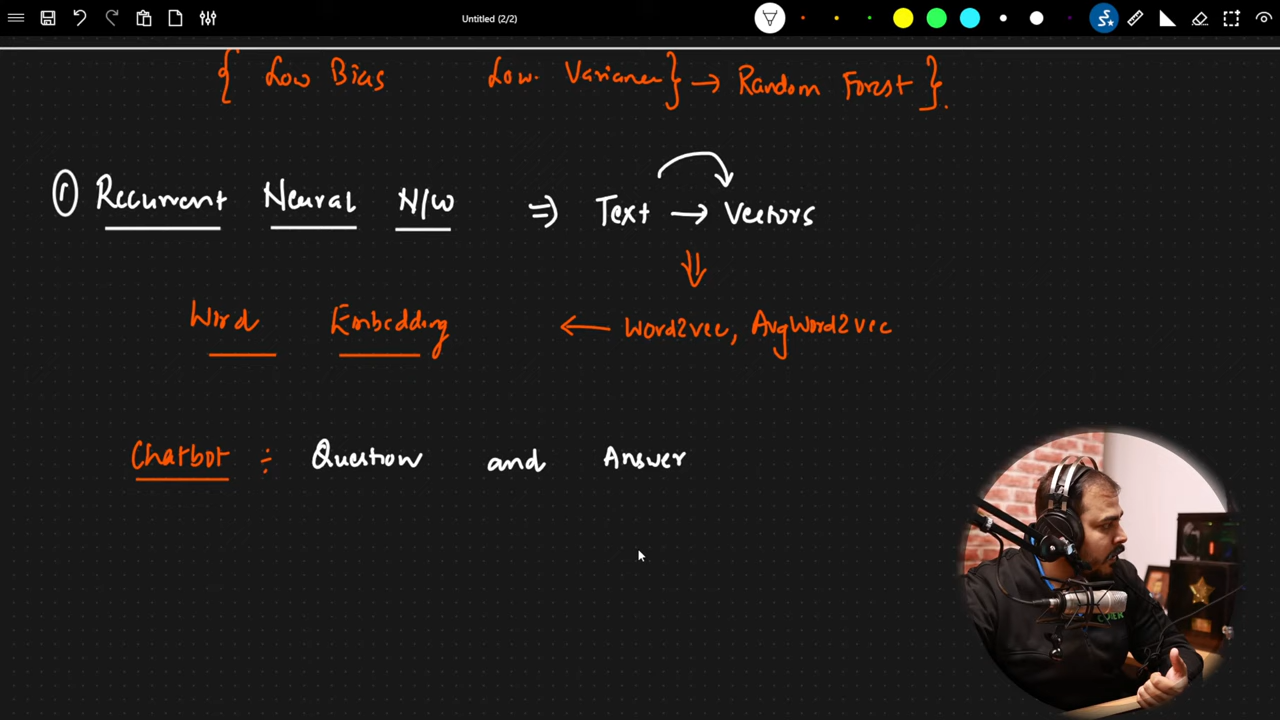 Untitled (2/2)
{ Low Bias Low. Variance } → Random Forest }.
① Recurrent Neural N/W ⇒ Text → Vectors
Word Embedding ← Word2vec, AvgWord2vec
Chatbot ÷ Question and Answer